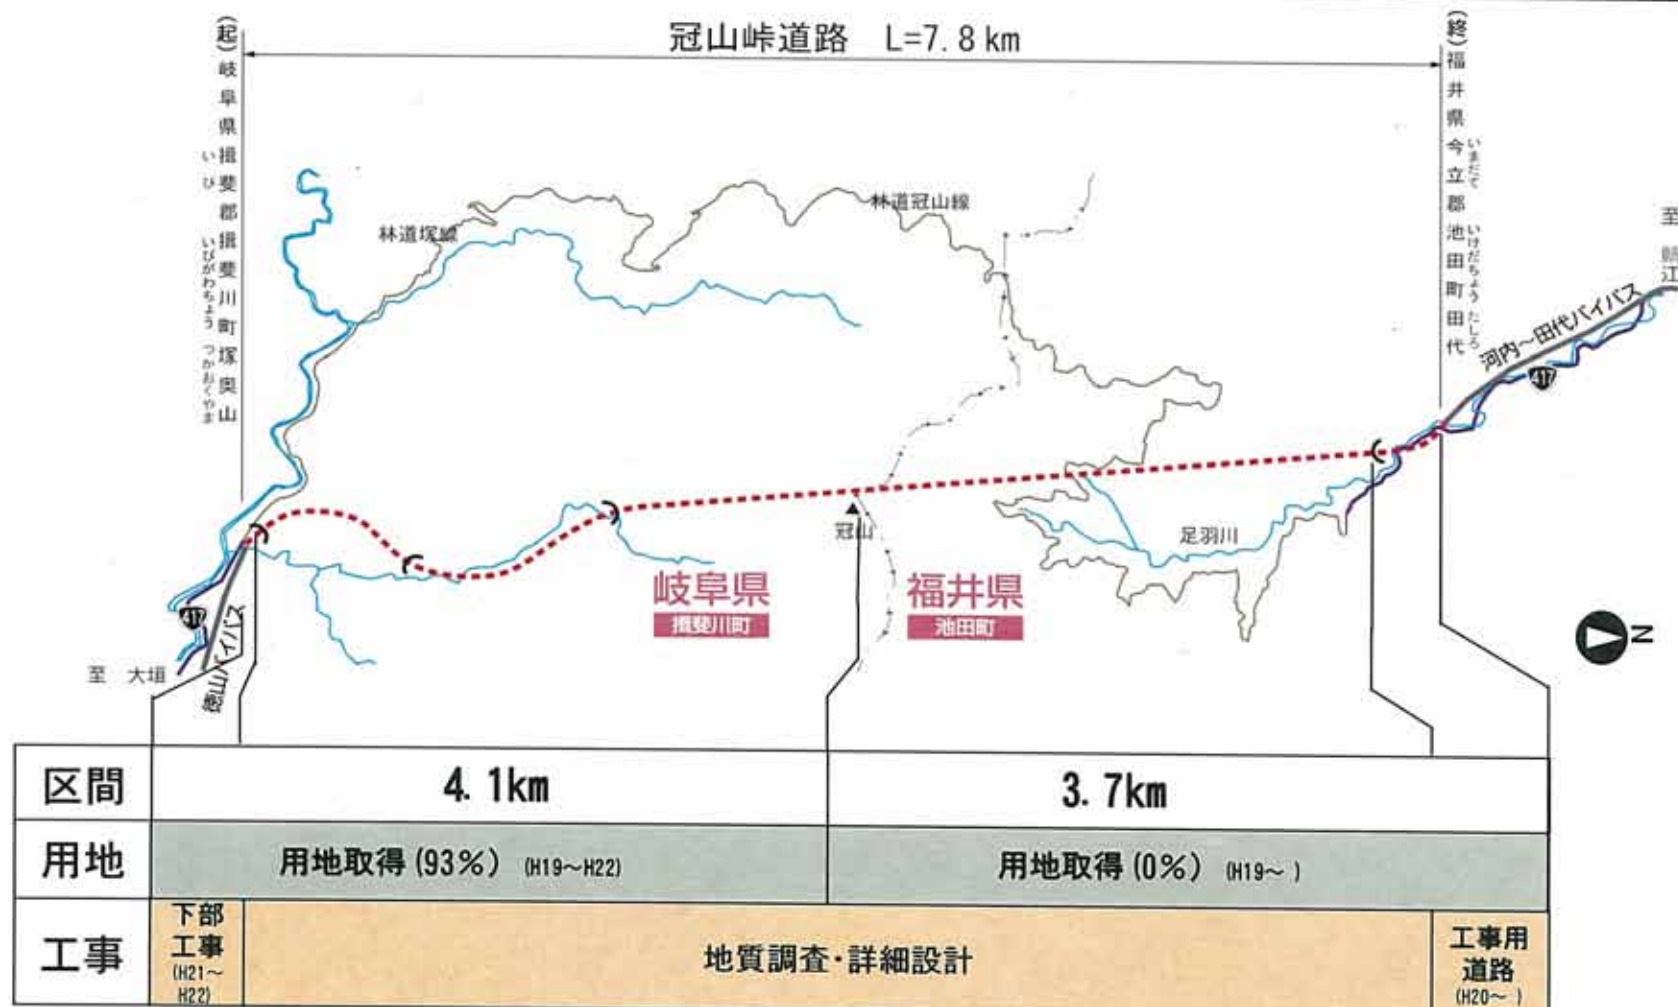 冠山峠道路 L=7.8km
(起)岐阜県揖斐郡揖斐川町塚奥山
いび
いびがわちょう つかおくやま
(終)福井県今立郡池田町田代
いまだて
いけだちょう たしろ
林道塚線
林道冠山線
至
江
河内～田代バイパス
417
足羽川
冠山
岐阜県
揖斐川町
福井県
池田町
N
417
徳山バイパス
至 大垣
区間 4.1km 3.7km
用地 用地取得(93%) (H19～H22) 用地取得(0%) (H19～ )
工事
下部
工事
(H21～
H22)
地質調査・詳細設計
工事用
道路
(H20～ )